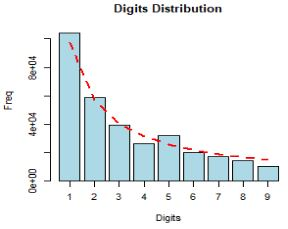 Digits Distribution
Freq
8e+04
4e+04
0e+00
1 2 3 4 5 6 7 8 9
Digits